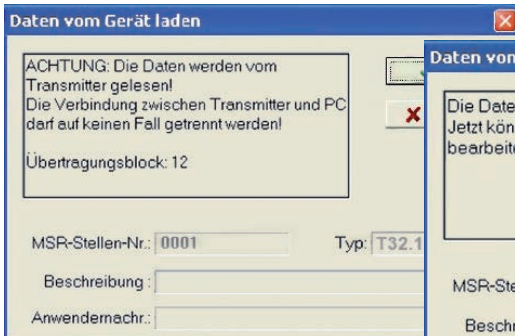 Daten vom Gerät laden
ACHTUNG: Die Daten werden vom
Transmitter gelesen!
Die Verbindung zwischen Transmitter und PC
darf auf keinen Fall getrennt werden!
Übertragungsblock: 12
MSR-Stellen-Nr.: 0001 Typ: T32.1
Beschreibung :
Anwendernachr.:
Daten von
Die Date
Jetzt kön
bearbeite
MSR-Ste
Beschr